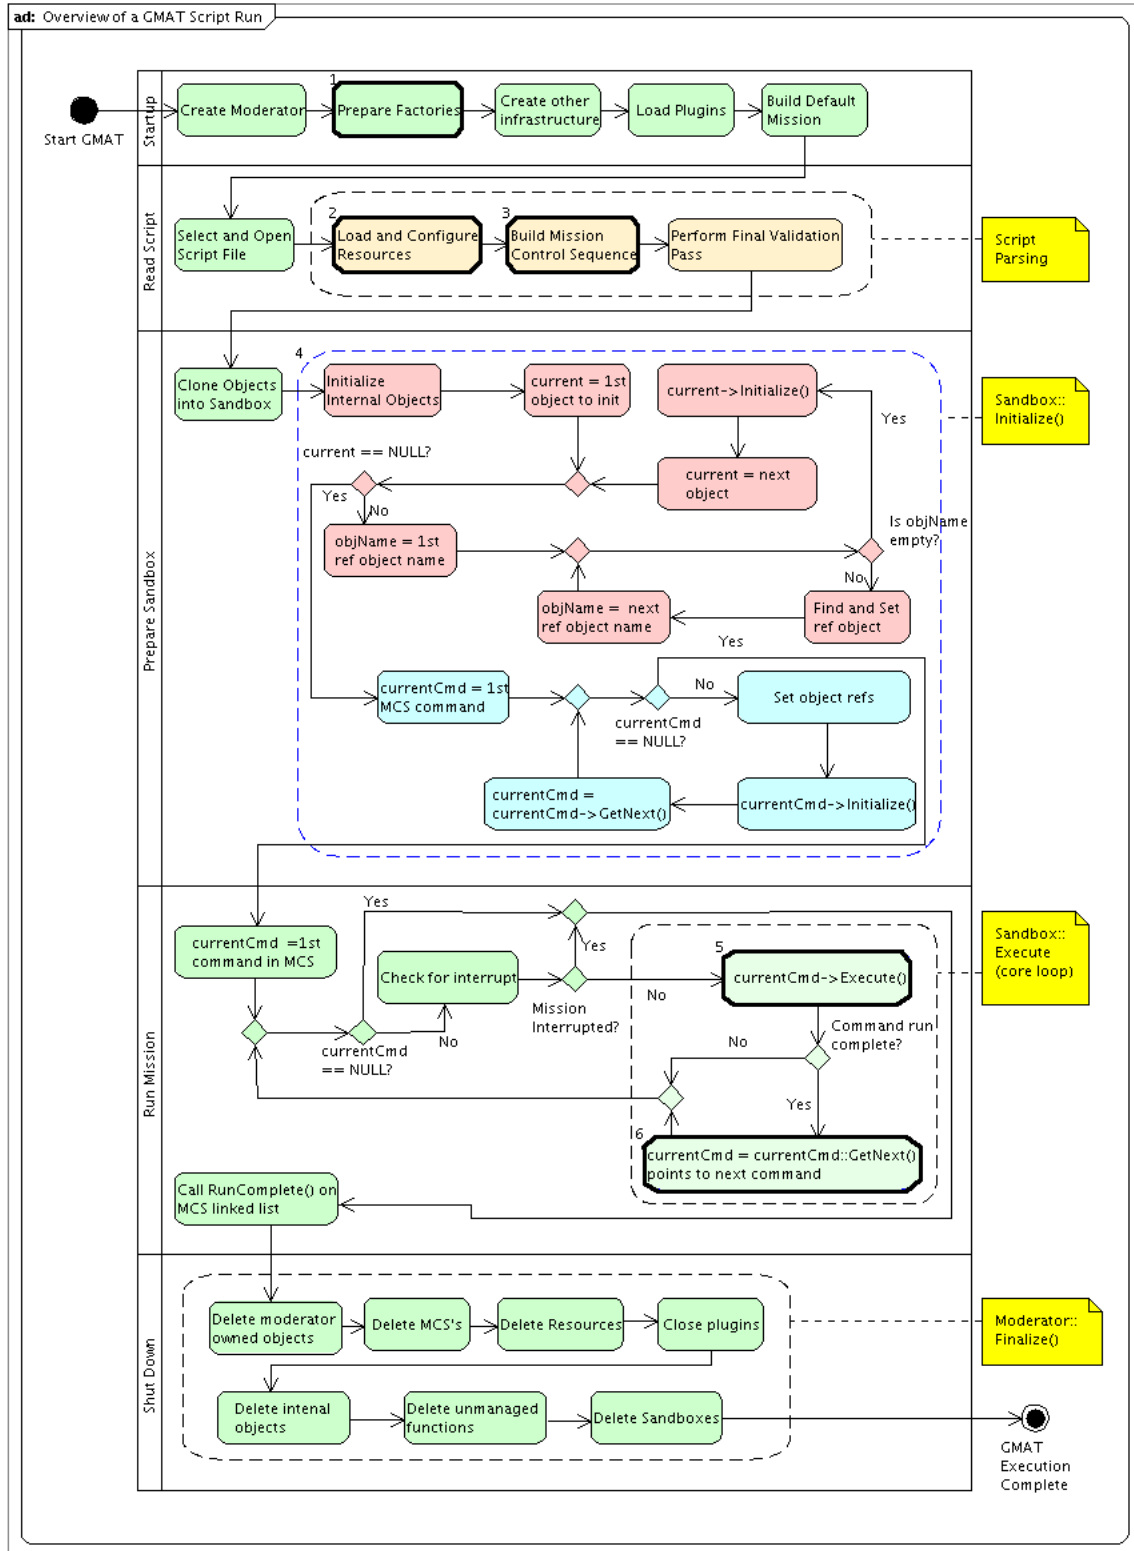 ad: Overview of a GMAT Script Run
Startup
Start GMAT
Create Moderator
1
Prepare Factories
Create other
infrastructure
Load Plugins
Build Default
Mission
Read Script
Select and Open
Script File
2
Load and Configure
Resources
3
Build Mission
Control Sequence
Perform Final Validation
Pass
Script
Parsing
Prepare Sandbox
Clone Objects
into Sandbox
4
Initialize
Internal Objects
current = 1st
object to init
current->Initialize()
Yes
Sandbox::
Initialize()
current == NULL?
Yes
No
current = next
object
objName = 1st
ref object name
Is objName
empty?
No
objName = next
ref object name
Find and Set
ref object
Yes
currentCmd = 1st
MCS command
No
currentCmd
== NULL?
Set object refs
currentCmd =
currentCmd->GetNext()
currentCmd->Initialize()
Run Mission
currentCmd =1st
command in MCS
Yes
Check for interrupt
Yes
No
Mission
Interrupted?
5
currentCmd->Execute()
Sandbox::
Execute
(core loop)
currentCmd
== NULL?
No
Command run
complete?
No
Yes
6
currentCmd = currentCmd::GetNext()
points to next command
Call RunComplete() on
MCS linked list
Shut Down
Delete moderator
owned objects
Delete MCS's
Delete Resources
Close plugins
Moderator::
Finalize()
Delete intenal
objects
Delete unmanaged
functions
Delete Sandboxes
GMAT
Execution
Complete